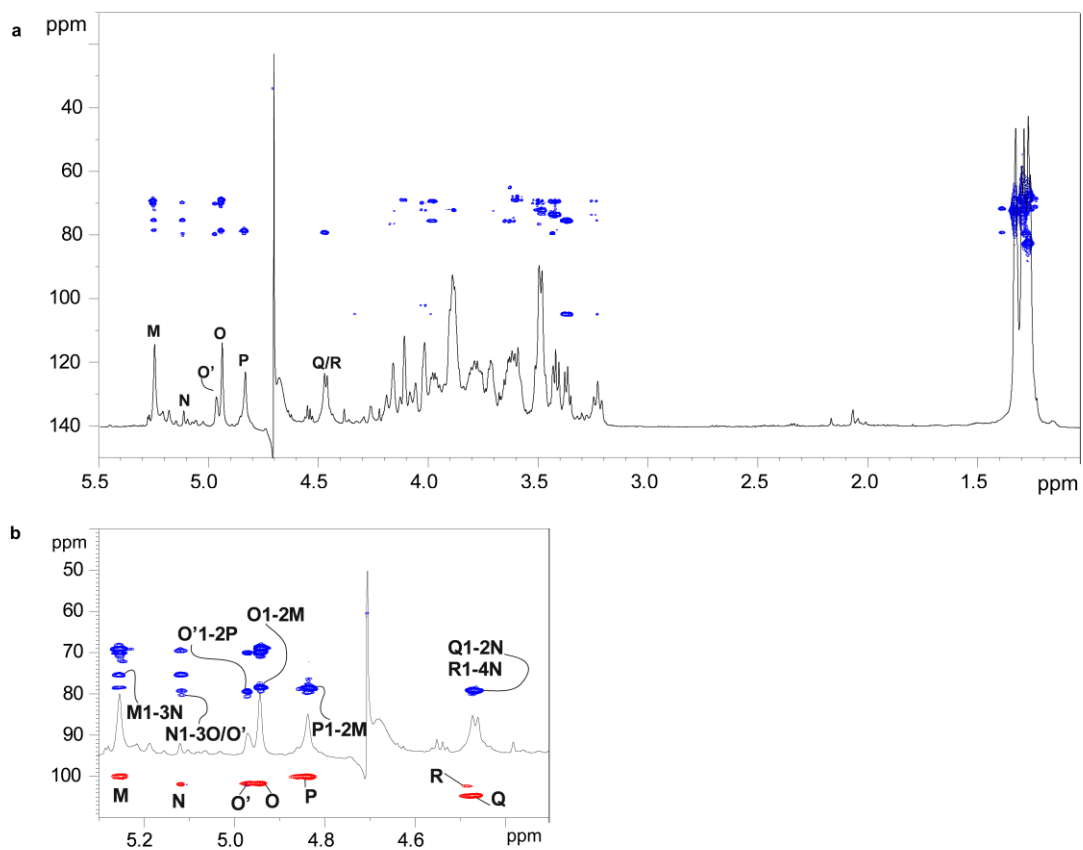 a
ppm
40
60
80
100
120
140
M
N
O'
O
P
Q/R
5.5
5.0
4.5
4.0
3.5
3.0
2.5
2.0
1.5
ppm
b
ppm
50
60
70
80
90
100
O'1-2P
O1-2M
Q1-2N
R1-4N
M1-3N
N1-3O/O'
P1-2M
M
N
O'
O
P
R
Q
5.2
5.0
4.8
4.6
ppm